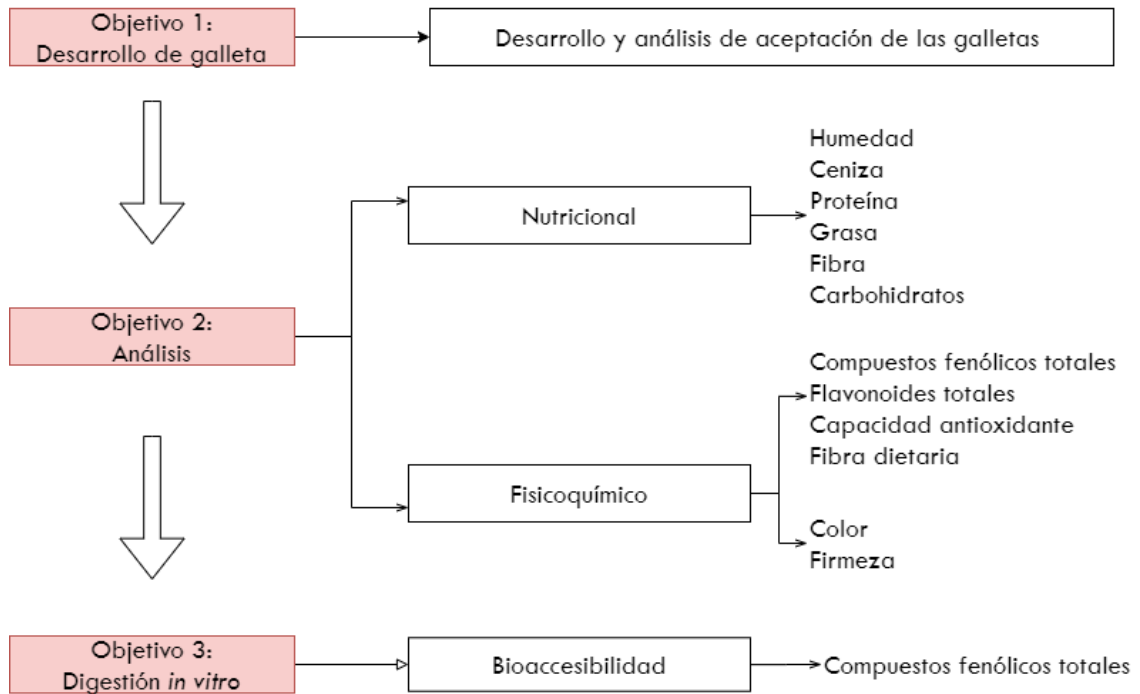 Objetivo 1:
Desarrollo de galleta
Desarrollo y análisis de aceptación de las galletas
Objetivo 2:
Análisis
Nutricional
Humedad
Ceniza
Proteína
Grasa
Fibra
Carbohidratos
Fisicoquímico
Compuestos fenólicos totales
Flavonoides totales
Capacidad antioxidante
Fibra dietaria
Color
Firmeza
Objetivo 3:
Digestión in vitro
Bioaccesibilidad
Compuestos fenólicos totales